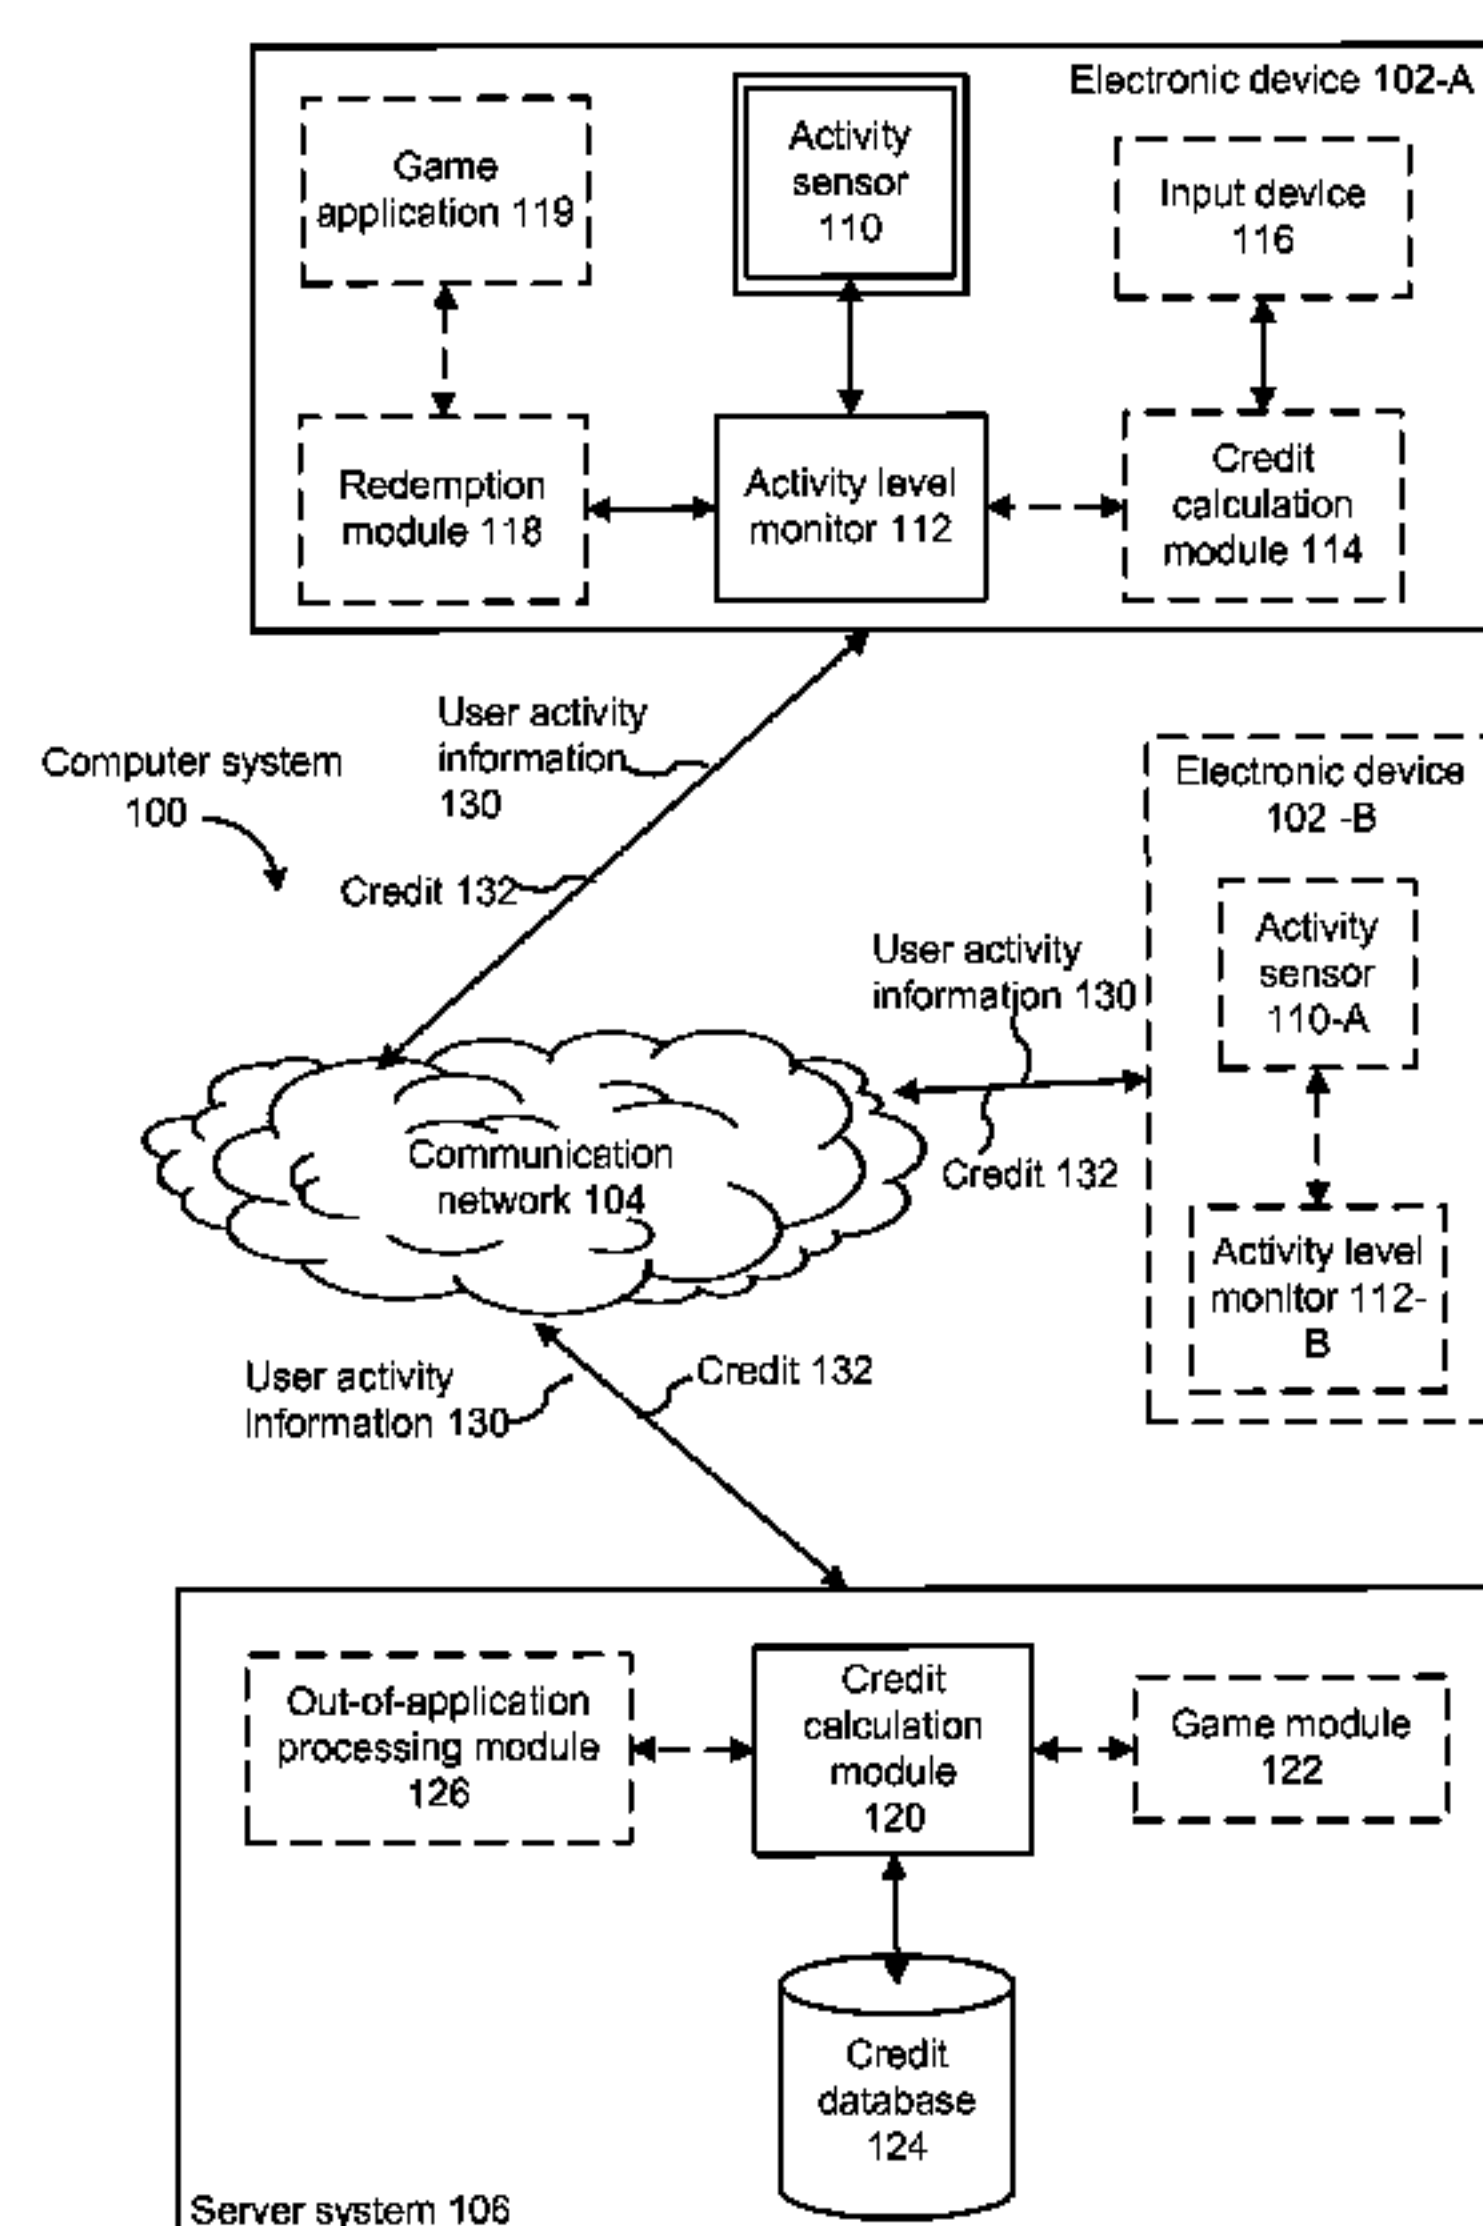 Electronic device 102-A
Game
application 119
Activity
sensor
110
Input device
116
Redemption
module 118
Activity level
monitor 112
Credit
calculation
module 114
User activity
information
130
Computer system
100
Credit 132
Electronic device
102 -B
Activity
sensor
110-A
User activity
information 130
Credit 132
Communication
network 104
Activity level
monitor 112-
B
User activity
Information 130
Credit 132
Out-of-application
processing module
126
Credit
calculation
module
120
Game module
122
Credit
database
124
Server system 106